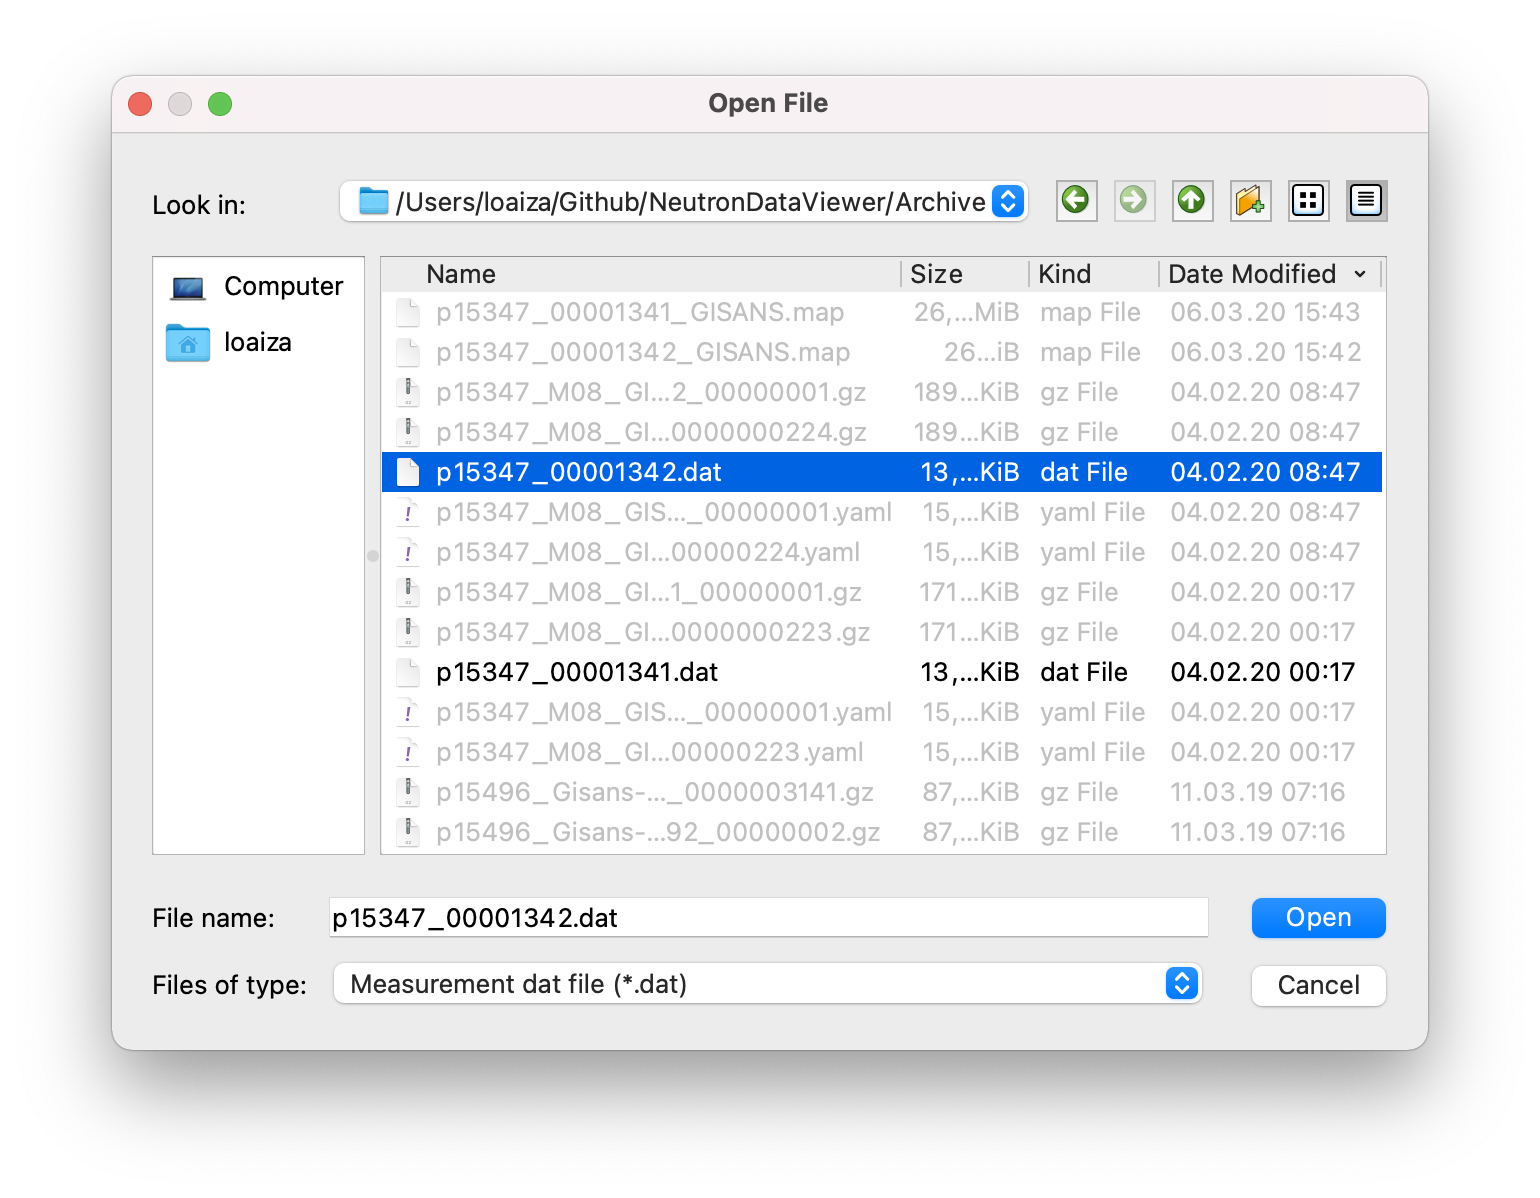 Open File
Look in: /Users/loaiza/Github/NeutronDataViewer/Archive
Computer
loaiza
Name Size Kind Date Modified
p15347_00001341_GISANS.map 26,...MiB map File 06.03.20 15:43
p15347_00001342_GISANS.map 26...iB map File 06.03.20 15:42
p15347_M08_GI...2_00000001.gz 189...KiB gz File 04.02.20 08:47
p15347_M08_GI...0000000224.gz 189...KiB gz File 04.02.20 08:47
p15347_00001342.dat 13,...KiB dat File 04.02.20 08:47
p15347_M08_GIS..._00000001.yaml 15,...KiB yaml File 04.02.20 08:47
p15347_M08_GI...00000224.yaml 15,...KiB yaml File 04.02.20 08:47
p15347_M08_GI...1_00000001.gz 171...KiB gz File 04.02.20 00:17
p15347_M08_GI...0000000223.gz 171...KiB gz File 04.02.20 00:17
p15347_00001341.dat 13,...KiB dat File 04.02.20 00:17
p15347_M08_GIS..._00000001.yaml 15,...KiB yaml File 04.02.20 00:17
p15347_M08_GI...00000223.yaml 15,...KiB yaml File 04.02.20 00:17
p15496_Gisans-..._0000003141.gz 87,...KiB gz File 11.03.19 07:16
p15496_Gisans-...92_00000002.gz 87,...KiB gz File 11.03.19 07:16
File name: p15347_00001342.dat Open
Files of type: Measurement dat file (*.dat) Cancel